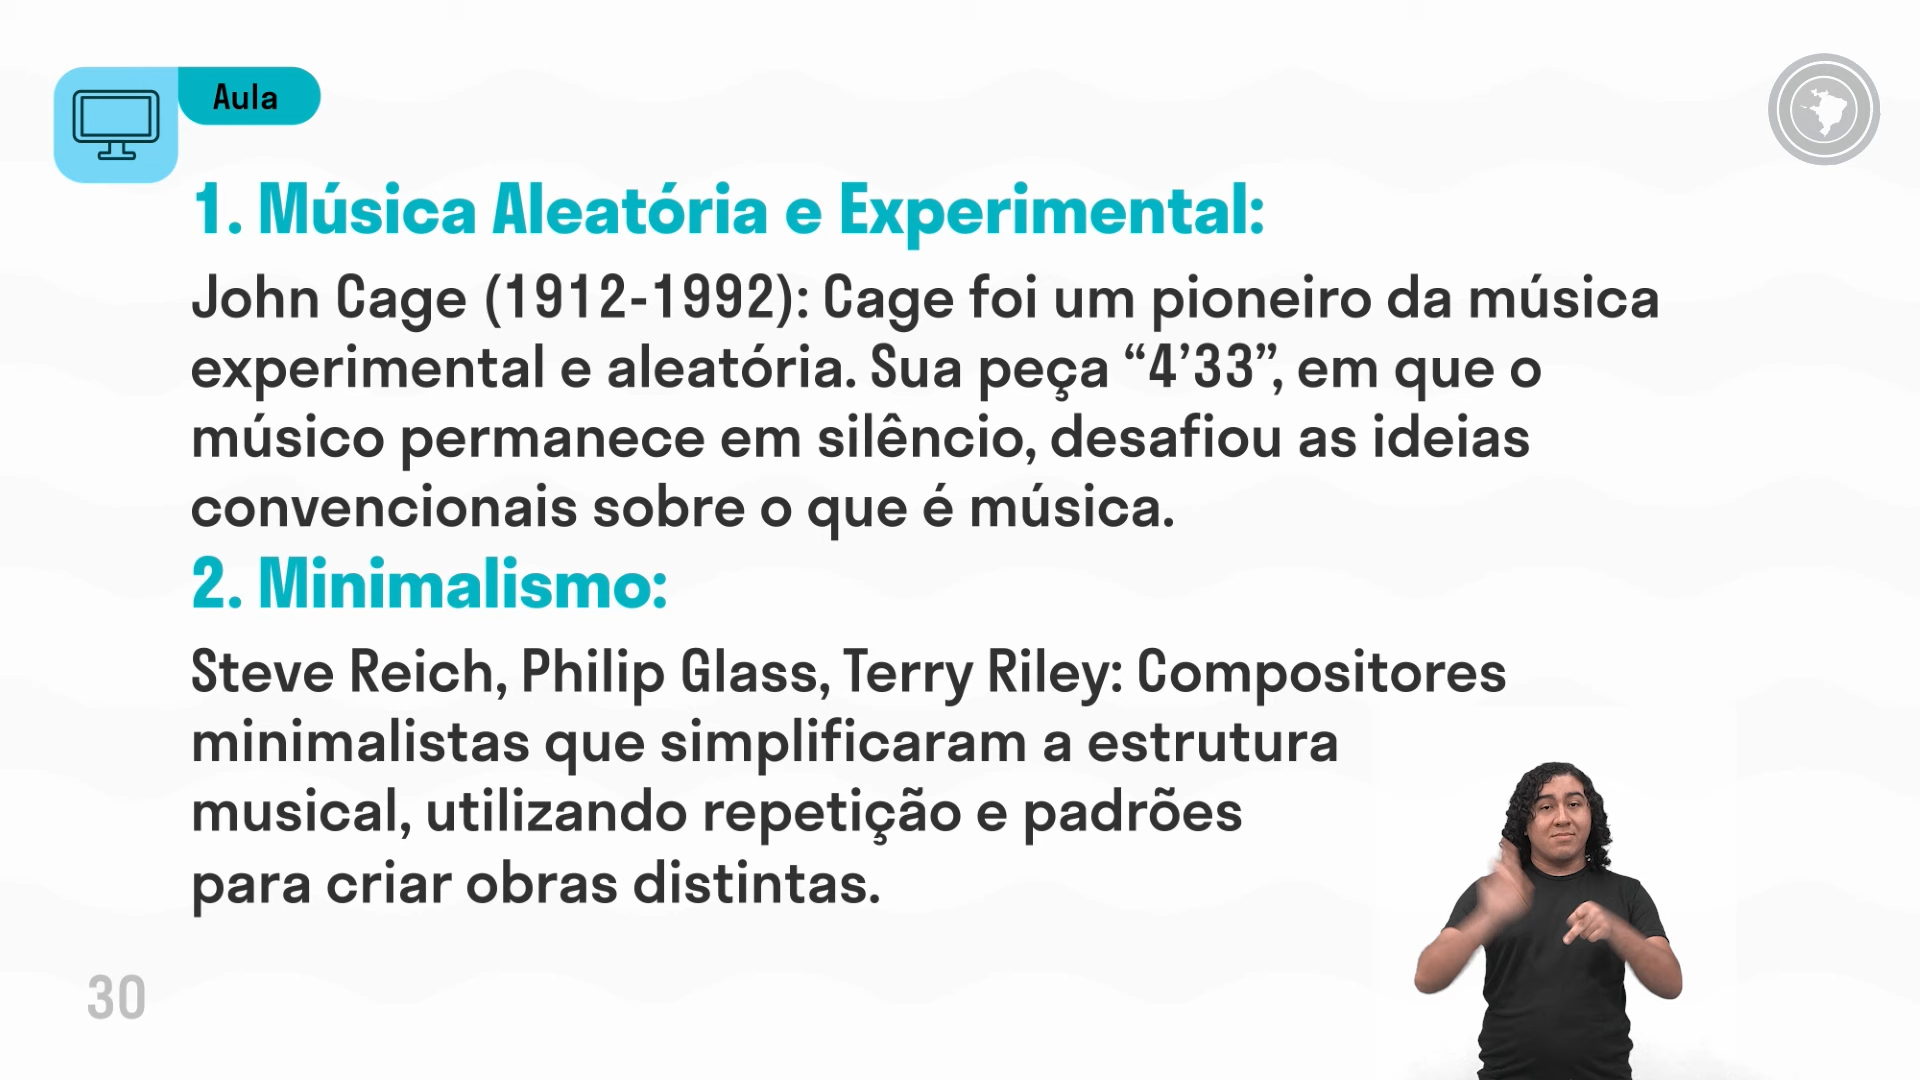 Aula
1. Música Aleatória e Experimental:
John Cage (1912-1992): Cage foi um pioneiro da música
experimental e aleatória. Sua peça “4’33”, em que o
músico permanece em silêncio, desafiou as ideias
convencionais sobre o que é música.
2. Minimalismo:
Steve Reich, Philip Glass, Terry Riley: Compositores
minimalistas que simplificaram a estrutura
musical, utilizando repetição e padrões
para criar obras distintas.
30